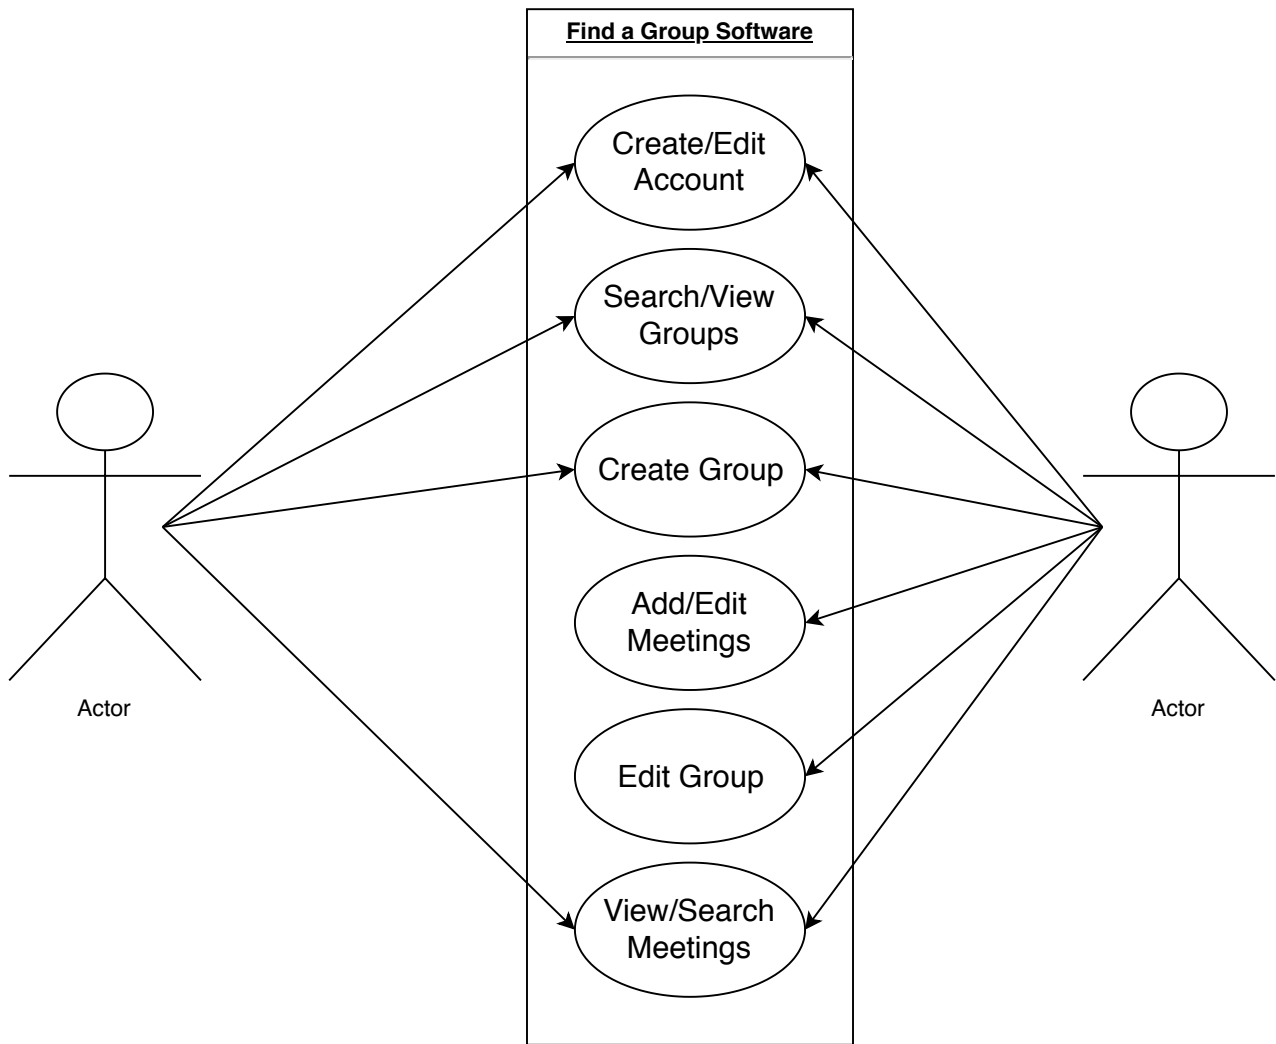 Find a Group Software
Create/Edit
Account
Search/View
Groups
Create Group
Add/Edit
Meetings
Actor
Actor
Edit Group
View/Search
Meetings